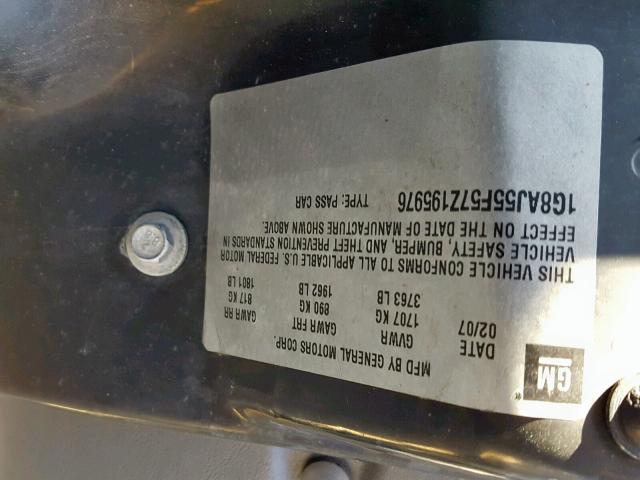 GM
MFD BY GENERAL MOTORS CORP.
DATE GVWR GAWR FRT GAWR RR
02/07 1707 KG 890 KG 817 KG
3763 LB 1962 LB 1801 LB
THIS VEHICLE CONFORMS TO ALL APPLICABLE U.S. FEDERAL MOTOR
VEHICLE SAFETY, BUMPER, AND THEFT PREVENTION STANDARDS IN
EFFECT ON THE DATE OF MANUFACTURE SHOWN ABOVE.
1G8AJ55F57Z195976 TYPE: PASS CAR